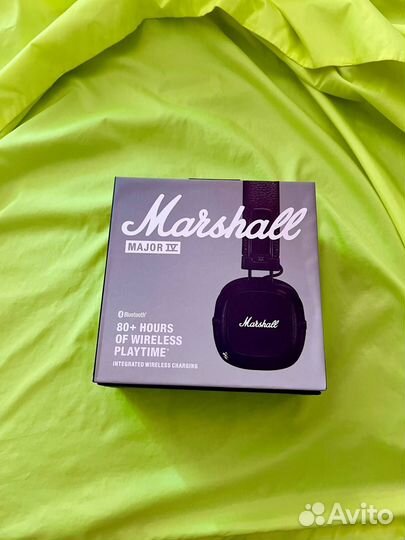 Marshall
MAJOR IV
Bluetooth®
80+ HOURS
OF WIRELESS
PLAYTIME*
INTEGRATED WIRELESS CHARGING
Marshall
Avito